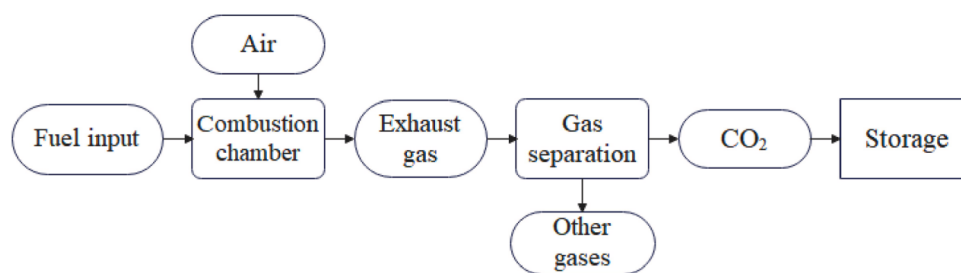 Air
Fuel input
Combustion
chamber
Exhaust
gas
Gas
separation
CO₂
Storage
Other
gases